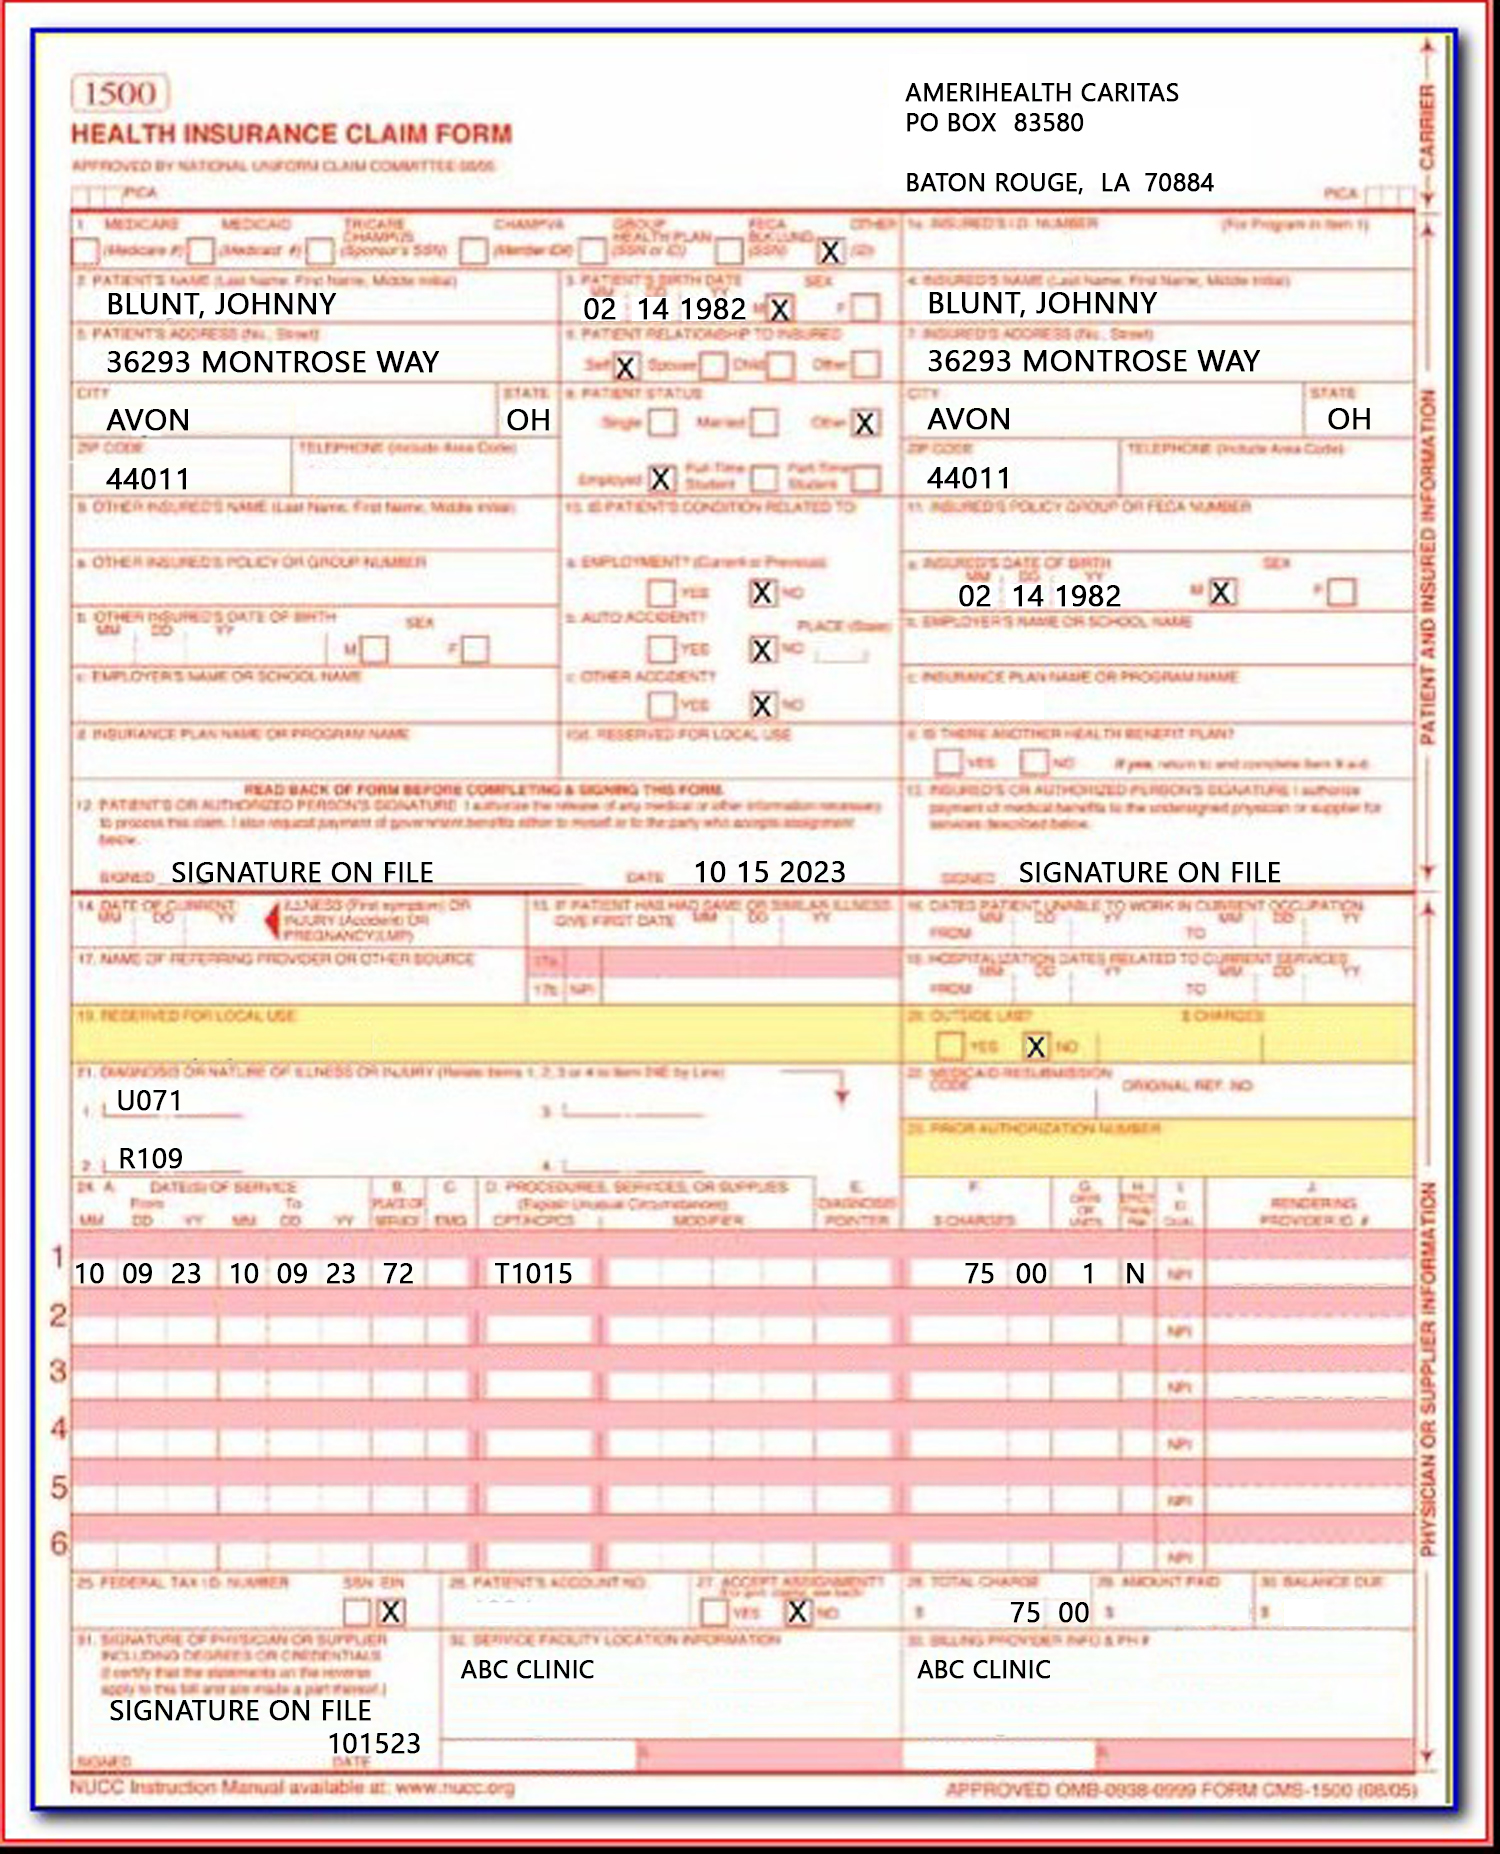 1500
HEALTH INSURANCE CLAIM FORM
APPROVED BY NATIONAL UNIFORM CLAIM COMMITTEE 08/05
PICA
AMERIHEALTH CARITAS
PO BOX 83580
BATON ROUGE, LA 70884
PICA
CARRIER
1. MEDICARE MEDICAID TRICARE CHAMPUS CHAMPVA GROUP HEALTH PLAN FECA BLK LUNG OTHER
(Medicare #) (Medicaid #) (Sponsor's SSN) (Member ID#) (SSN or ID) (SSN) X (ID)
1a. INSURED'S I.D. NUMBER (For Program in Item 1)
2. PATIENT'S NAME (Last Name, First Name, Middle Initial)
BLUNT, JOHNNY
3. PATIENT'S BIRTH DATE SEX
MM DD YY
02 14 1982 M X F
4. INSURED'S NAME (Last Name, First Name, Middle Initial)
BLUNT, JOHNNY
5. PATIENT'S ADDRESS (No., Street)
36293 MONTROSE WAY
6. PATIENT RELATIONSHIP TO INSURED
Self X Spouse Child Other
7. INSURED'S ADDRESS (No., Street)
36293 MONTROSE WAY
CITY STATE
AVON OH
8. PATIENT STATUS
Single Married Other X
CITY STATE
AVON OH
ZIP CODE TELEPHONE (Include Area Code)
44011
Employed X Full-Time Student Part-Time Student
ZIP CODE TELEPHONE (Include Area Code)
44011
9. OTHER INSURED'S NAME (Last Name, First Name, Middle Initial)
10. IS PATIENT'S CONDITION RELATED TO
11. INSURED'S POLICY GROUP OR FECA NUMBER
a. OTHER INSURED'S POLICY OR GROUP NUMBER
a. EMPLOYMENT? (Current or Previous)
YES X NO
a. INSURED'S DATE OF BIRTH SEX
MM DD YY
02 14 1982 M X F
b. OTHER INSURED'S DATE OF BIRTH SEX
MM DD YY M F
b. AUTO ACCIDENT? PLACE (State)
YES X NO
b. EMPLOYER'S NAME OR SCHOOL NAME
c. EMPLOYER'S NAME OR SCHOOL NAME
c. OTHER ACCIDENT?
YES X NO
c. INSURANCE PLAN NAME OR PROGRAM NAME
d. INSURANCE PLAN NAME OR PROGRAM NAME
10d. RESERVED FOR LOCAL USE
d. IS THERE ANOTHER HEALTH BENEFIT PLAN?
YES NO If yes, return to and complete item 9 a-d.
PATIENT AND INSURED INFORMATION
READ BACK OF FORM BEFORE COMPLETING & SIGNING THIS FORM.
12. PATIENT'S OR AUTHORIZED PERSON'S SIGNATURE I authorize the release of any medical or other information necessary
to process this claim. I also request payment of government benefits either to myself or to the party who accepts assignment
below.
SIGNED SIGNATURE ON FILE DATE 10 15 2023
13. INSURED'S OR AUTHORIZED PERSON'S SIGNATURE I authorize
payment of medical benefits to the undersigned physician or supplier for
services described below.
SIGNED SIGNATURE ON FILE
14. DATE OF CURRENT
MM DD YY
ILLNESS (First symptom) OR
INJURY (Accident) OR
PREGNANCY (LMP)
15. IF PATIENT HAS HAD SAME OR SIMILAR ILLNESS
GIVE FIRST DATE MM DD YY
16. DATES PATIENT UNABLE TO WORK IN CURRENT OCCUPATION
MM DD YY MM DD YY
FROM TO
17. NAME OF REFERRING PROVIDER OR OTHER SOURCE
17a.
17b. NPI
18. HOSPITALIZATION DATES RELATED TO CURRENT SERVICES
MM DD YY MM DD YY
FROM TO
19. RESERVED FOR LOCAL USE
20. OUTSIDE LAB? $ CHARGES
YES X NO
21. DIAGNOSIS OR NATURE OF ILLNESS OR INJURY (Relate Items 1, 2, 3 or 4 to Item 24E by Line)
1. U071 3.
2. R109 4.
22. MEDICAID RESUBMISSION
CODE ORIGINAL REF. NO.
23. PRIOR AUTHORIZATION NUMBER
24. A. DATE(S) OF SERVICE B. C. D. PROCEDURES, SERVICES, OR SUPPLIES E. F. G. H. I. J.
From To PLACE OF (Explain Unusual Circumstances) DIAGNOSIS DAYS OR ID. RENDERING
MM DD YY MM DD YY SERVICE EMG CPT/HCPCS MODIFIER POINTER $ CHARGES UNITS QUAL. PROVIDER ID. #
1 10 09 23 10 09 23 72 T1015 75 00 1 N NPI
2 NPI
3 NPI
4 NPI
5 NPI
6 NPI
PHYSICIAN OR SUPPLIER INFORMATION
25. FEDERAL TAX I.D. NUMBER SSN EIN
X
26. PATIENT'S ACCOUNT NO.
27. ACCEPT ASSIGNMENT?
YES X NO
28. TOTAL CHARGE
$ 75 00
29. AMOUNT PAID
$
30. BALANCE DUE
$
31. SIGNATURE OF PHYSICIAN OR SUPPLIER
INCLUDING DEGREES OR CREDENTIALS
(I certify that the statements on the reverse
apply to this bill and are made a part thereof.)
SIGNATURE ON FILE
101523
SIGNED DATE
32. SERVICE FACILITY LOCATION INFORMATION
ABC CLINIC
33. BILLING PROVIDER INFO & PH #
ABC CLINIC
NUCC Instruction Manual available at: www.nucc.org
APPROVED OMB-0938-0999 FORM CMS-1500 (08/05)